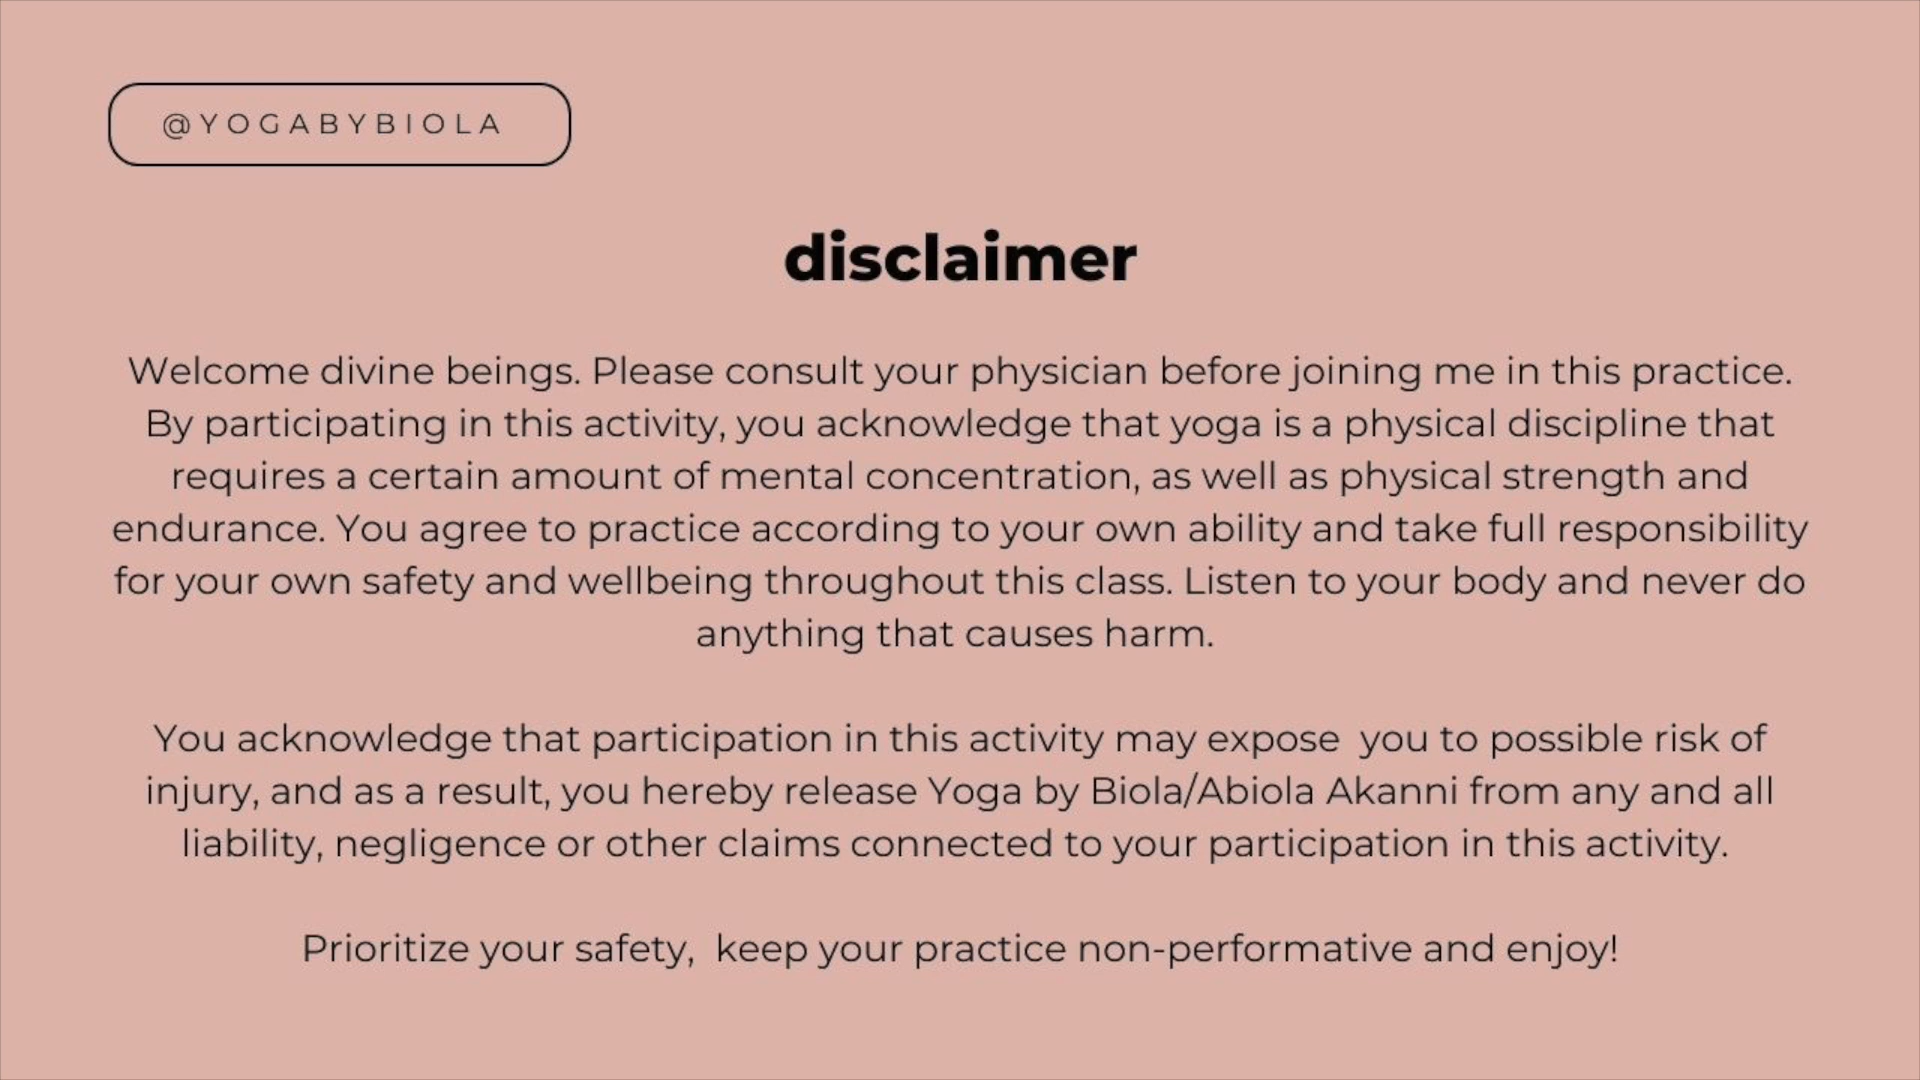 @YOGABYBIOLA
disclaimer
Welcome divine beings. Please consult your physician before joining me in this practice.
By participating in this activity, you acknowledge that yoga is a physical discipline that
requires a certain amount of mental concentration, as well as physical strength and
endurance. You agree to practice according to your own ability and take full responsibility
for your own safety and wellbeing throughout this class. Listen to your body and never do
anything that causes harm.
You acknowledge that participation in this activity may expose  you to possible risk of
injury, and as a result, you hereby release Yoga by Biola/Abiola Akanni from any and all
liability, negligence or other claims connected to your participation in this activity.
Prioritize your safety,  keep your practice non-performative and enjoy!